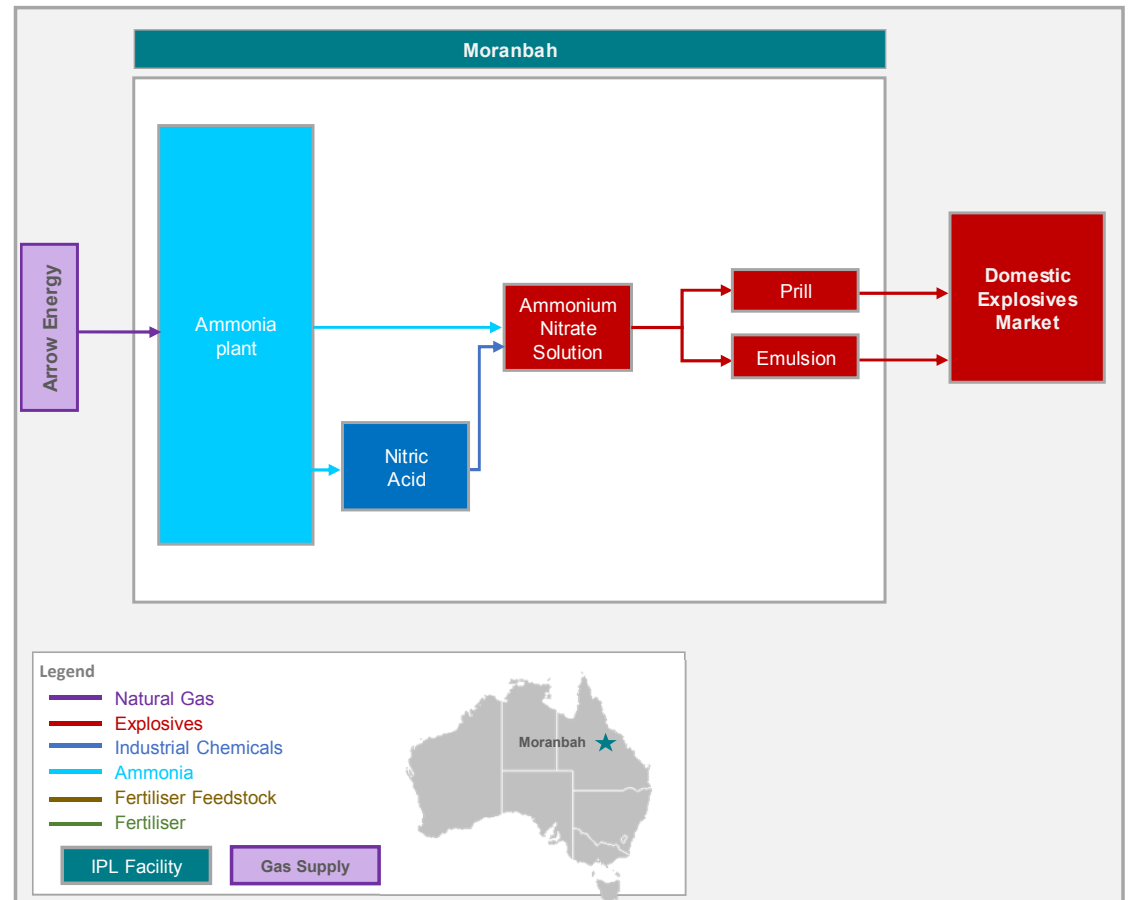 Moranbah
Arrow Energy
Ammonia
plant
Nitric
Acid
Ammonium
Nitrate
Solution
Prill
Emulsion
Domestic
Explosives
Market
Legend
Natural Gas
Explosives
Industrial Chemicals
Ammonia
Fertiliser Feedstock
Fertiliser
IPL Facility
Gas Supply
Moranbah